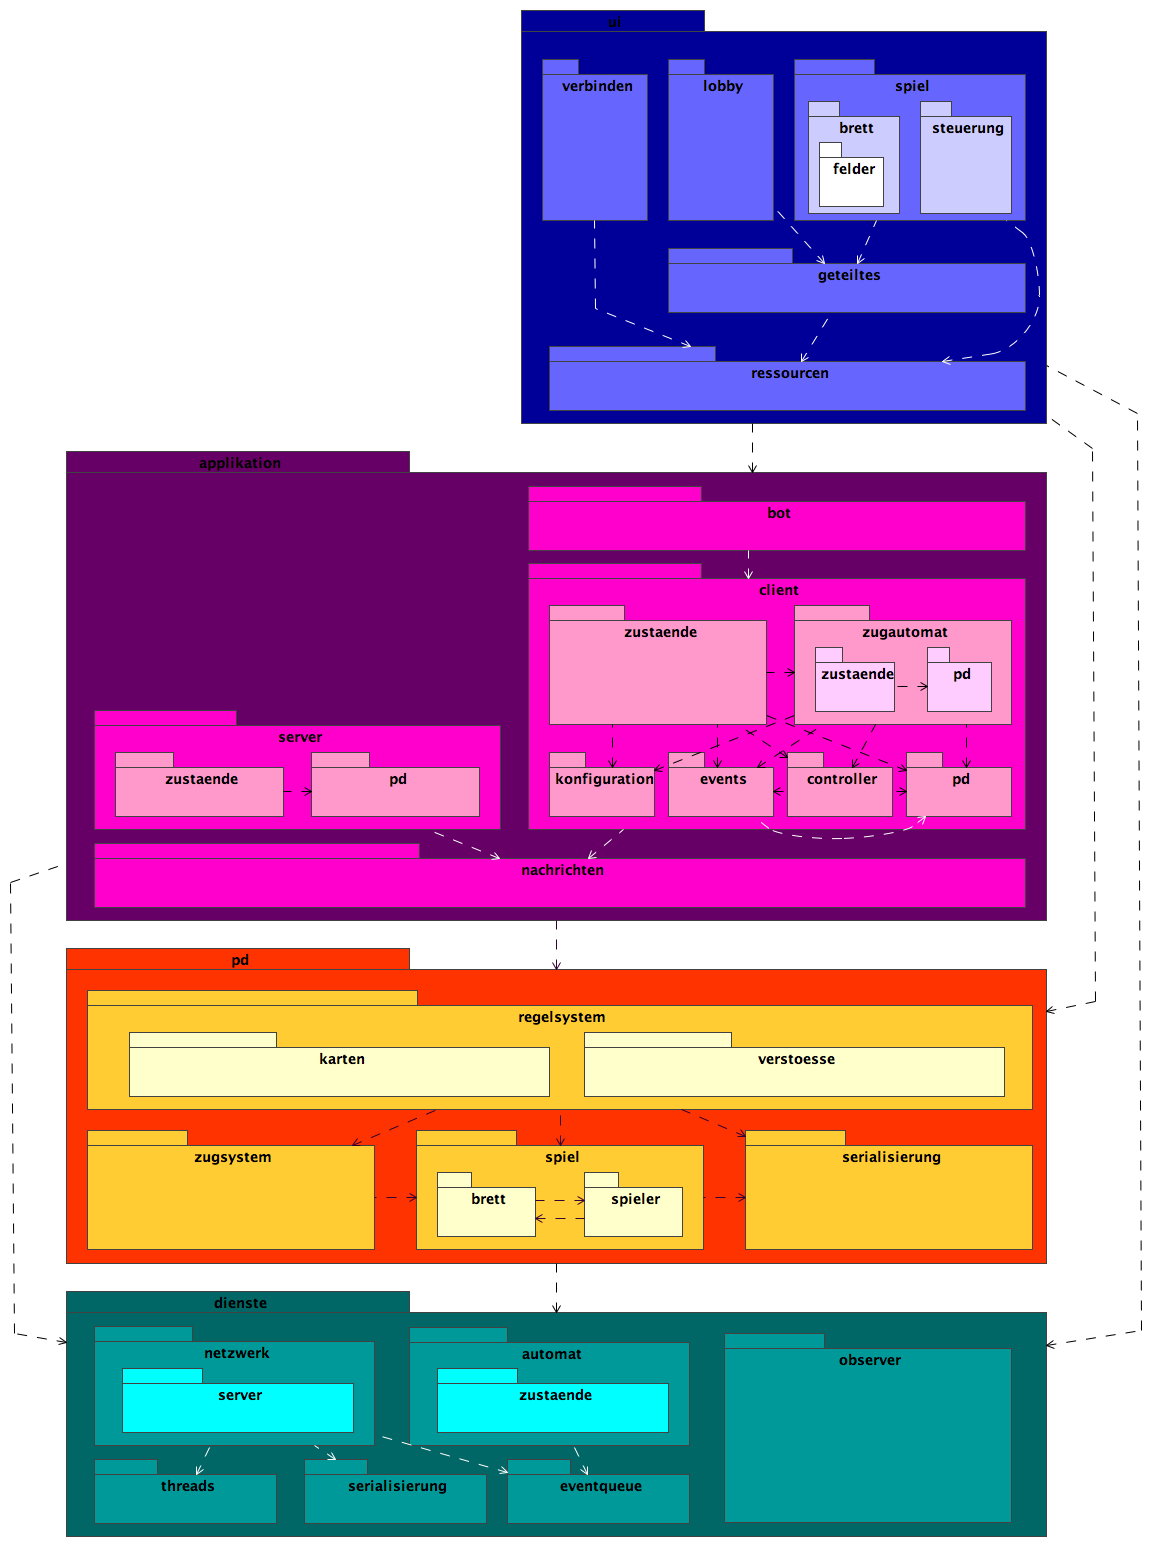 ui
verbinden
lobby
spiel
brett
steuerung
felder
geteiltes
ressourcen
applikation
bot
client
zustaende
zugautomat
zustaende
pd
server
zustaende
pd
konfiguration
events
controller
pd
nachrichten
pd
regelsystem
karten
verstoesse
zugsystem
spiel
serialisierung
brett
spieler
dienste
netzwerk
automat
observer
server
zustaende
threads
serialisierung
eventqueue